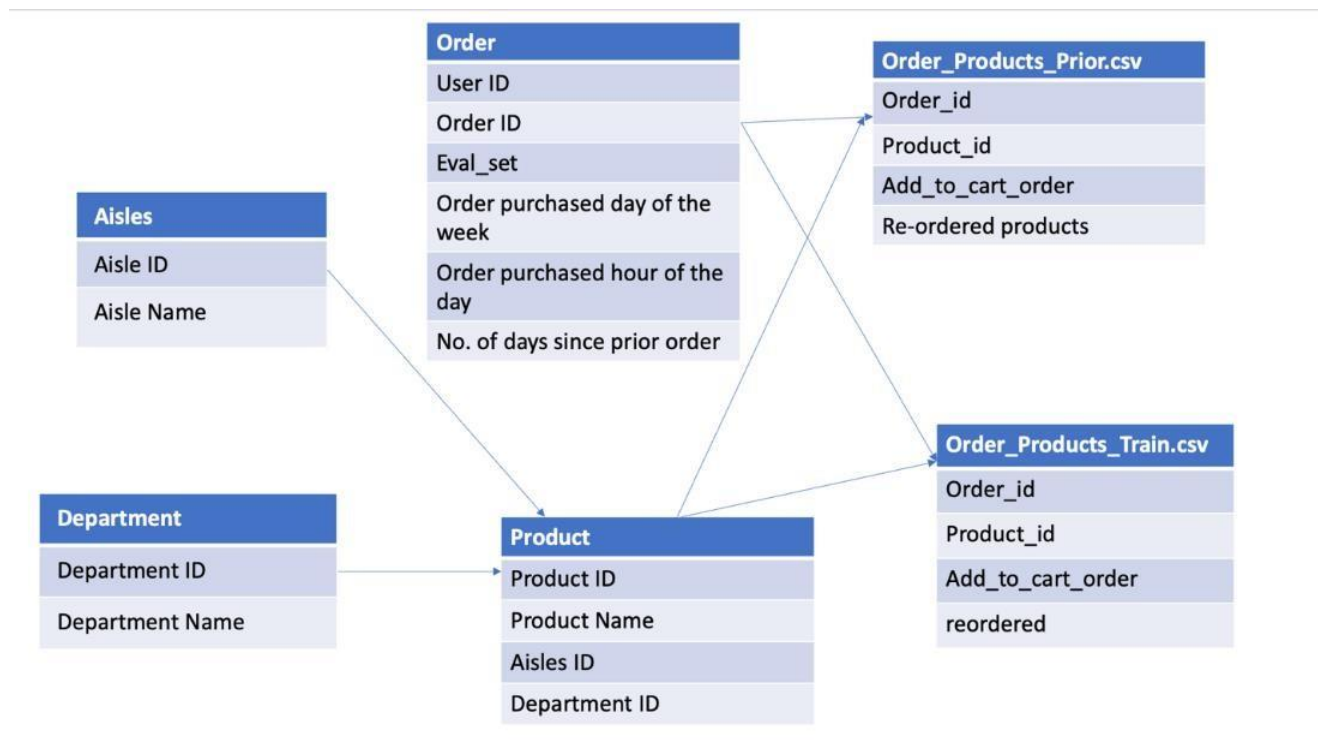 Order
User ID
Order ID
Eval_set
Order purchased day of the
week
Order purchased hour of the
day
No. of days since prior order
Order_Products_Prior.csv
Order_id
Product_id
Add_to_cart_order
Re-ordered products
Aisles
Aisle ID
Aisle Name
Department
Department ID
Department Name
Product
Product ID
Product Name
Aisles ID
Department ID
Order_Products_Train.csv
Order_id
Product_id
Add_to_cart_order
reordered